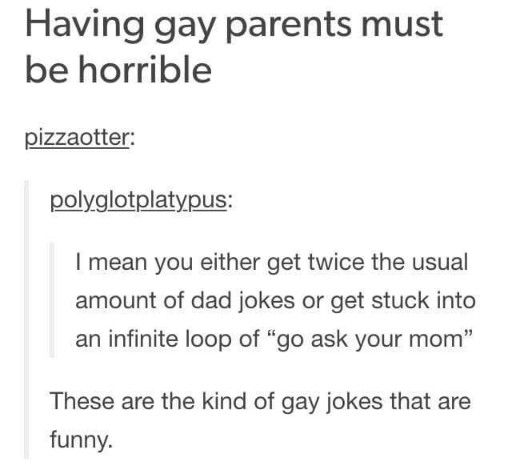 Having gay parents must
be horrible
pizzaotter:
polyglotplatypus:
I mean you either get twice the usual
amount of dad jokes or get stuck into
an infinite loop of “go ask your mom”
These are the kind of gay jokes that are
funny.